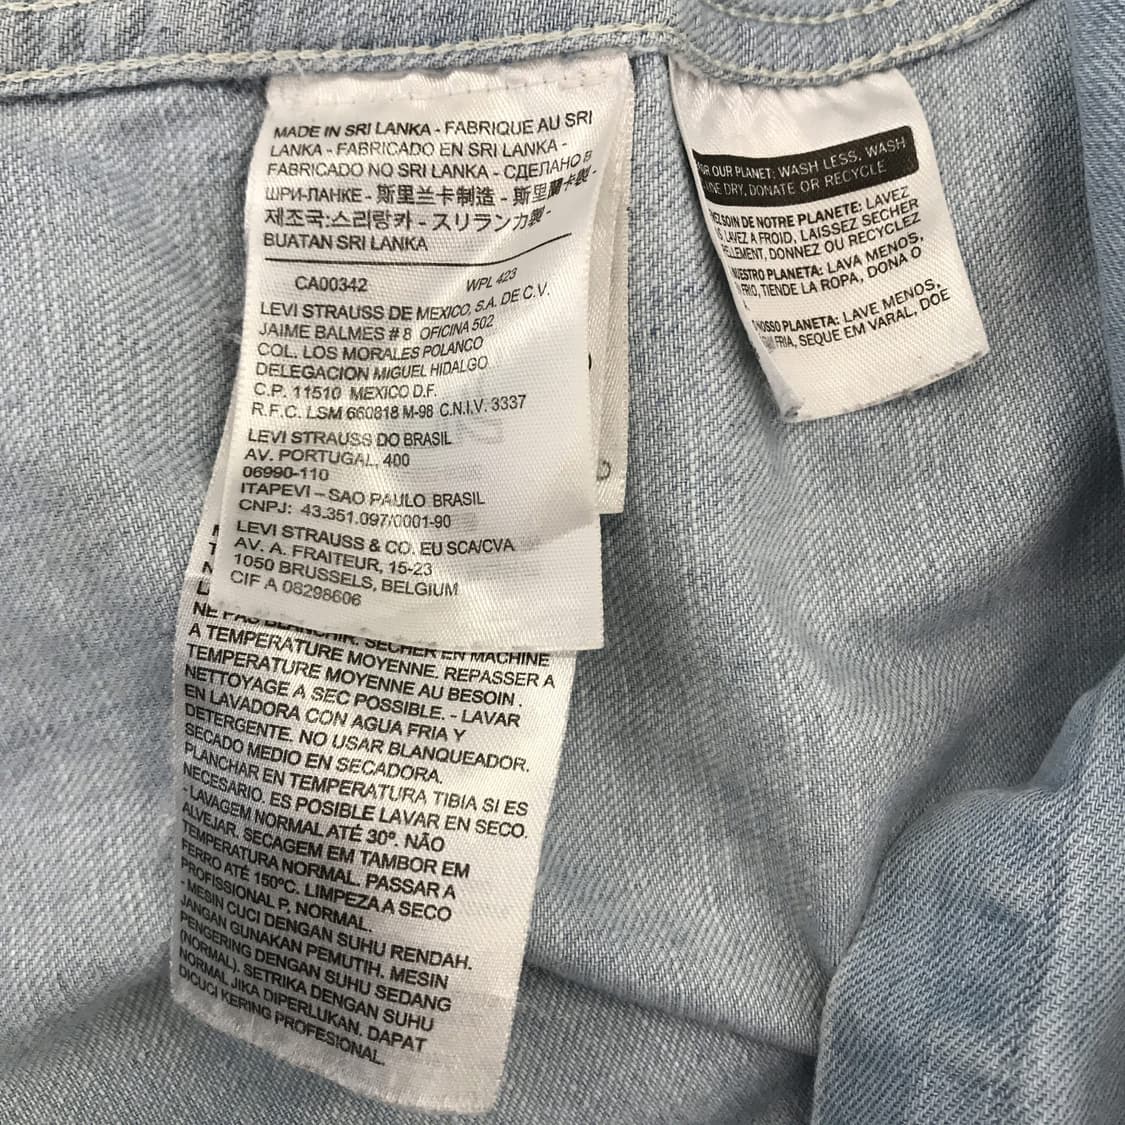 MADE IN SRI LANKA - FABRIQUE AU SRI
LANKA - FABRICADO EN SRI LANKA -
FABRICADO NO SRI LANKA - СДЕЛАНО В
ШРИ-ЛАНКЕ - 斯里兰卡制造 - 斯里蘭卡製 -
제조국:스리랑카 - スリランカ製 -
BUATAN SRI LANKA
CA00342 WPL 423
LEVI STRAUSS DE MEXICO, S.A. DE C.V.
JAIME BALMES # 8 OFICINA 502
COL. LOS MORALES POLANCO
DELEGACION MIGUEL HIDALGO
C.P. 11510 MEXICO D.F.
R.F.C. LSM 660818 M-98 C.N.I.V. 3337
LEVI STRAUSS DO BRASIL
AV. PORTUGAL, 400
06990-110
ITAPEVI – SAO PAULO BRASIL
CNPJ: 43.351.097/0001-90
LEVI STRAUSS & CO. EU SCA/CVA
AV. A. FRAITEUR, 15-23
1050 BRUSSELS, BELGIUM
CIF A 08298606
NE PAS BLANCHIR. SECHER EN MACHINE
A TEMPERATURE MOYENNE. REPASSER A
TEMPERATURE MOYENNE AU BESOIN.
NETTOYAGE A SEC POSSIBLE. - LAVAR
EN LAVADORA CON AGUA FRIA Y
DETERGENTE. NO USAR BLANQUEADOR.
SECADO MEDIO EN SECADORA.
PLANCHAR EN TEMPERATURA TIBIA SI ES
NECESARIO. ES POSIBLE LAVAR EN SECO.
- LAVAGEM NORMAL ATÉ 30º. NÃO
ALVEJAR. SECAGEM EM TAMBOR EM
TEMPERATURA NORMAL. PASSAR A
FERRO ATÉ 150ºC. LIMPEZA A SECO
PROFISSIONAL P, NORMAL.
- MESIN CUCI DENGAN SUHU RENDAH.
JANGAN GUNAKAN PEMUTIH. MESIN
PENGERING DENGAN SUHU SEDANG
(NORMAL). SETRIKA DENGAN SUHU
NORMAL JIKA DIPERLUKAN. DAPAT
DICUCI KERING PROFESIONAL.
OUR PLANET: WASH LESS, WASH
DRY, DONATE OR RECYCLE
SOIN DE NOTRE PLANETE: LAVEZ
LAVEZ A FROID, LAISSEZ SECHER
DONNEZ OU RECYCLEZ
PLANETA: LAVA MENOS,
TIENDE LA ROPA, DONA O
PLANETA: LAVE MENOS,
FRIA, SEQUE EM VARAL, DOE